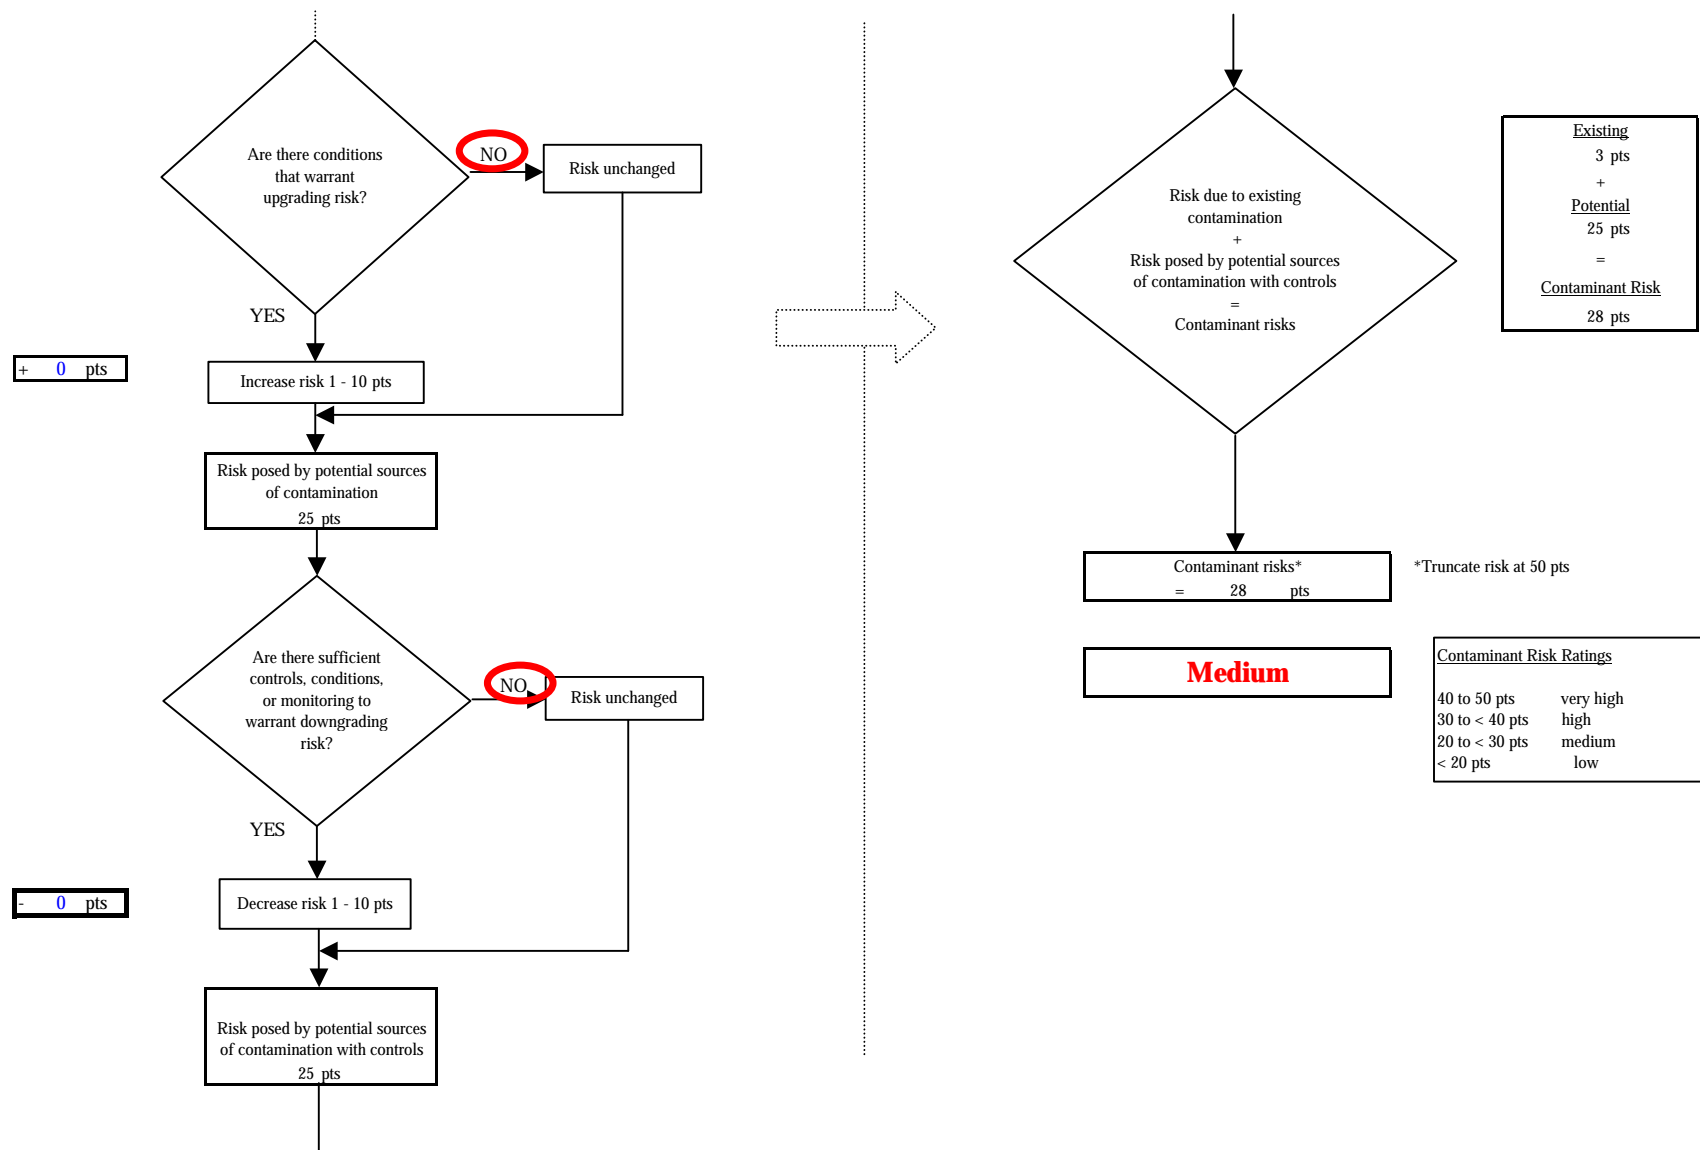 Are there conditions
that warrant
upgrading risk?
NO
Risk unchanged
YES
+ 0 pts
Increase risk 1 - 10 pts
Risk posed by potential sources
of contamination
25 pts
Are there sufficient
controls, conditions,
or monitoring to
warrant downgrading
risk?
NO
Risk unchanged
YES
- 0 pts
Decrease risk 1 - 10 pts
Risk posed by potential sources
of contamination with controls
25 pts
Risk due to existing
contamination
+
Risk posed by potential sources
of contamination with controls
=
Contaminant risks
Existing
3 pts
+
Potential
25 pts
=
Contaminant Risk
28 pts
Contaminant risks*
= 28 pts
*Truncate risk at 50 pts
Medium
Contaminant Risk Ratings
40 to 50 pts very high
30 to < 40 pts high
20 to < 30 pts medium
< 20 pts low